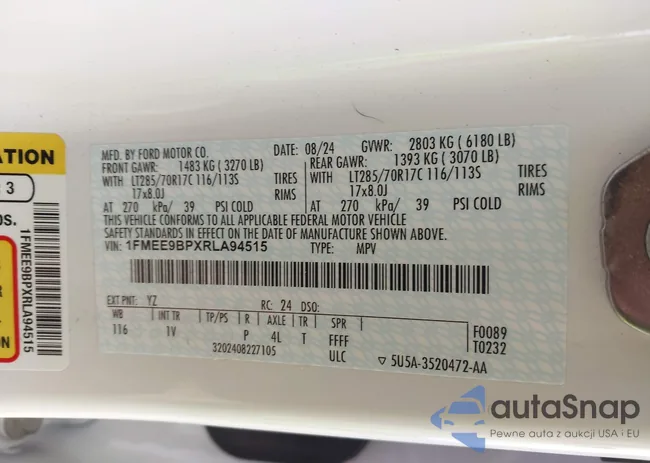 MFD. BY FORD MOTOR CO.
DATE: 08/24 GVWR: 2803 KG ( 6180 LB)
FRONT GAWR: 1483 KG ( 3270 LB) REAR GAWR: 1393 KG ( 3070 LB)
WITH LT285/70R17C 116/113S TIRES WITH LT285/70R17C 116/113S TIRES
17x8.0J RIMS 17x8.0J RIMS
AT 270 kPa/ 39 PSI COLD AT 270 kPa/ 39 PSI COLD
THIS VEHICLE CONFORMS TO ALL APPLICABLE FEDERAL MOTOR VEHICLE
SAFETY STANDARDS IN EFFECT ON THE DATE OF MANUFACTURE SHOWN ABOVE.
VIN: 1FMEE9BPXRLA94515 TYPE: MPV
EXT PNT: YZ RC: 24 DSO:
WB INT TR TP/PS R AXLE TR SPR
116 1V P 4L T FFFF
ULC
F0089
T0232
3202408227105
▽ 5U5A-3520472-AA
ATION
3
OS.
1FMEE9BPXRLA94515
R
ON
autaSnap
Pewne auta z aukcji USA i EU